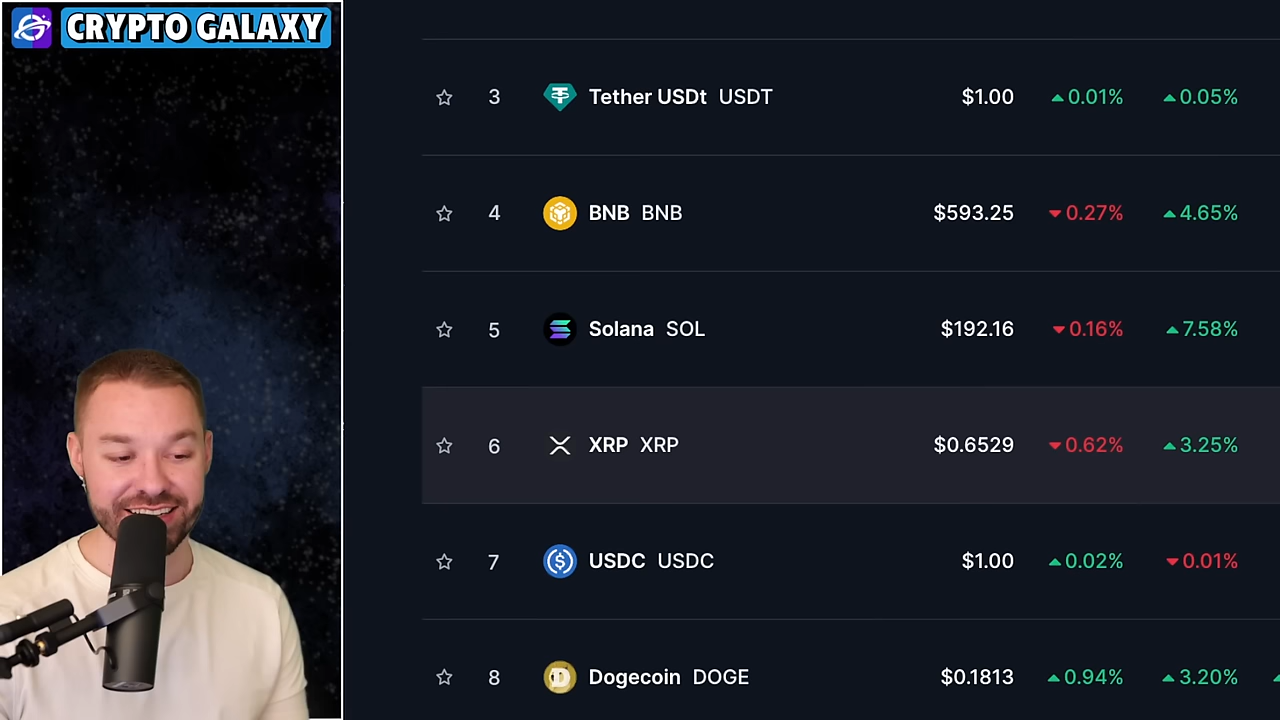 CRYPTO GALAXY
3 Tether USDt USDT $1.00 0.01% 0.05%
4 BNB BNB $593.25 0.27% 4.65%
5 Solana SOL $192.16 0.16% 7.58%
6 XRP XRP $0.6529 0.62% 3.25%
7 USDC USDC $1.00 0.02% 0.01%
8 Dogecoin DOGE $0.1813 0.94% 3.20%